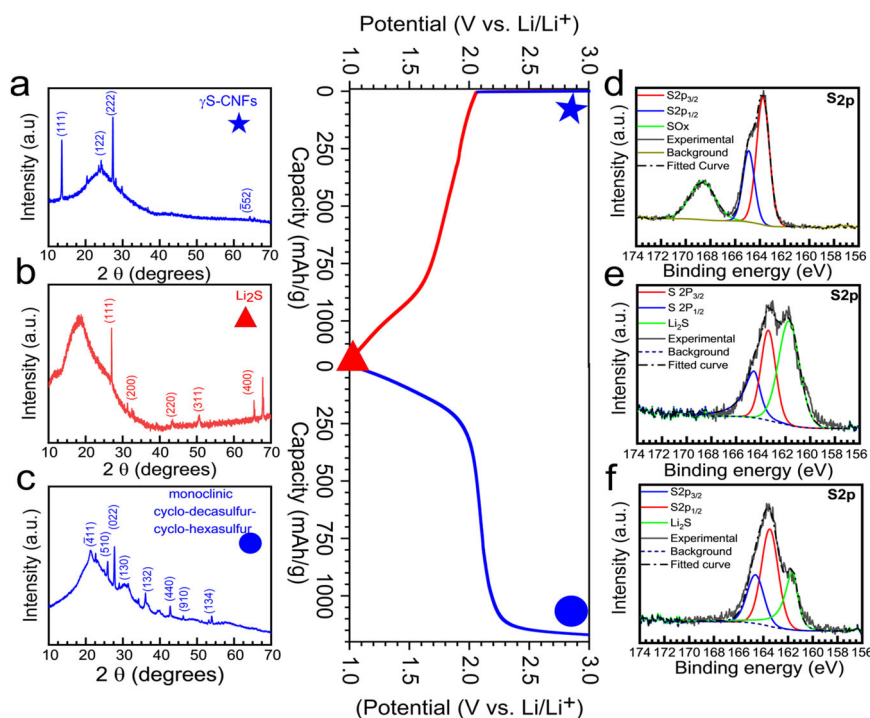 Potential (V vs. Li/Li⁺)
1.0 1.5 2.0 2.5 3.0
a
γS-CNFs
(111)
(122)
(222)
(5̅52)
Intensity (a.u)
10 20 30 40 50 60 70
2 θ (degrees)
b
Li₂S
(111)
(200)
(220)
(311)
(400)
Intensity (a.u.)
10 20 30 40 50 60 70
2 θ (degrees)
c
monoclinic
cyclo-decasulfur-
cyclo-hexasulfur
(4̅11)
(510)
(022)
(130)
(132)
(440)
(910)
(134)
Intensity (a.u.)
10 20 30 40 50 60 70
2 θ (degrees)
0
250
500
750
1000
Capacity (mAh/g)
Capacity (mAh/g)
0
250
500
750
1000
Capacity (mAh/g)
Capacity (mAh/g)
1.0 1.5 2.0 2.5 3.0
(Potential (V vs. Li/Li⁺)
d
S2p
S2p3/2
S2p1/2
SOx
Experimental
Background
Fitted Curve
Intensity (a.u.)
174 172 170 168 166 164 162 160 158 156
Binding energy (eV)
e
S2p
S 2P3/2
S 2P1/2
Li₂S
Experimental
Background
Fitted curve
Intensity (a.u.)
174 172 170 168 166 164 162 160 158 156
Binding energy (eV)
f
S2p
S2p3/2
S2p1/2
Li₂S
Experimental
Background
Fitted curve
Intensity (a.u.)
174 172 170 168 166 164 162 160 158 156
Binding energy (eV)